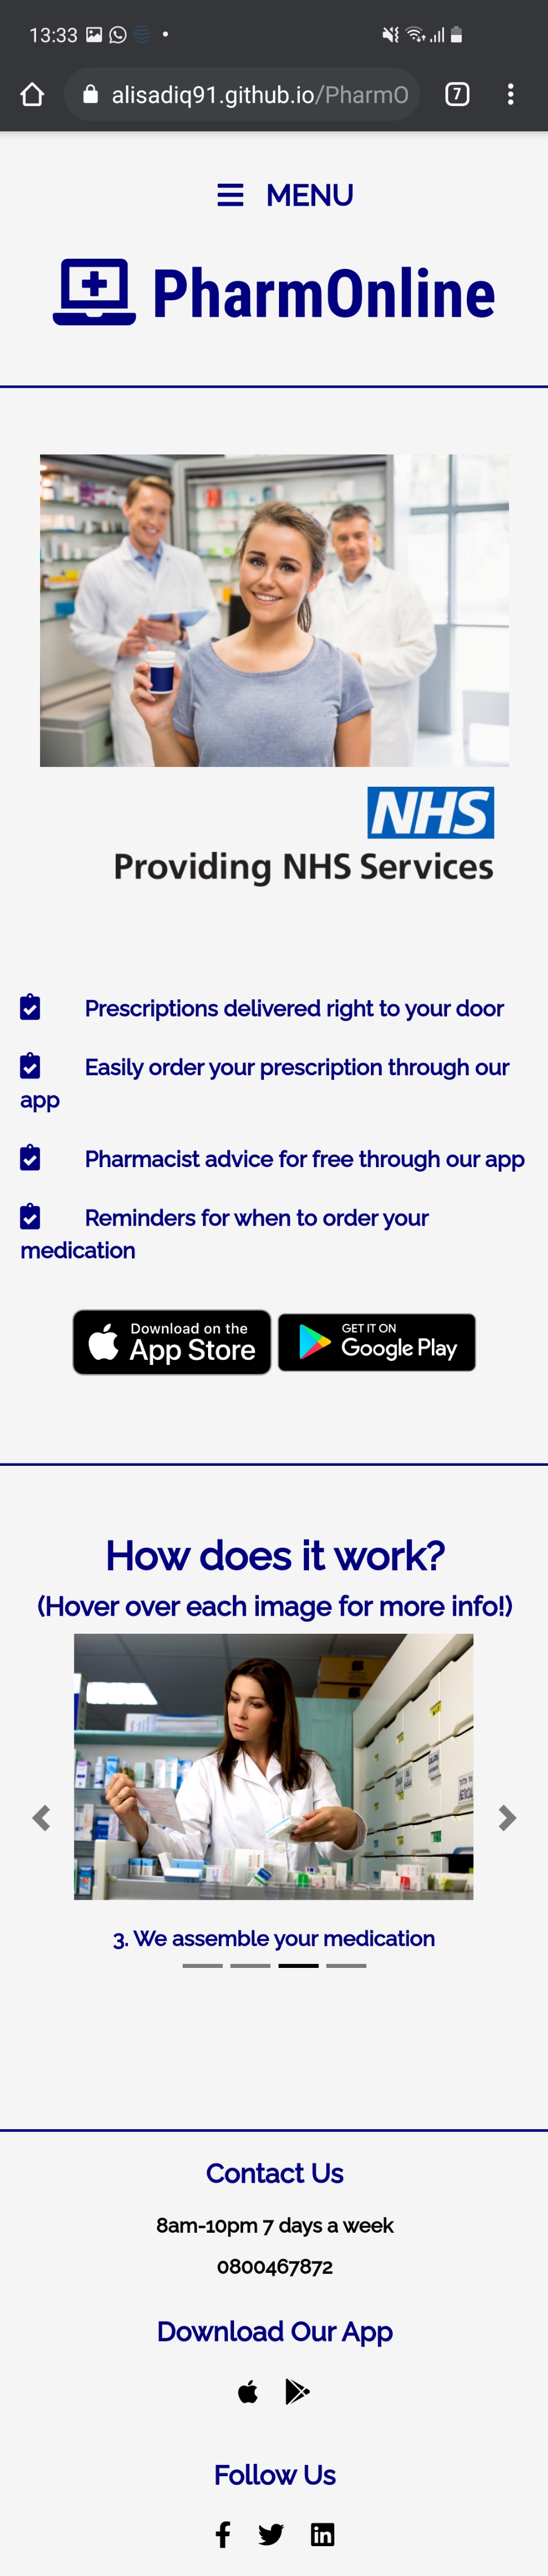 13:33
alisadiq91.github.io/PharmO
7
MENU
PharmOnline
NHS
Providing NHS Services
Prescriptions delivered right to your door
Easily order your prescription through our
app
Pharmacist advice for free through our app
Reminders for when to order your
medication
Download on the
App Store
GET IT ON
Google Play
How does it work?
(Hover over each image for more info!)
3. We assemble your medication
Contact Us
8am-10pm 7 days a week
0800467872
Download Our App
Follow Us